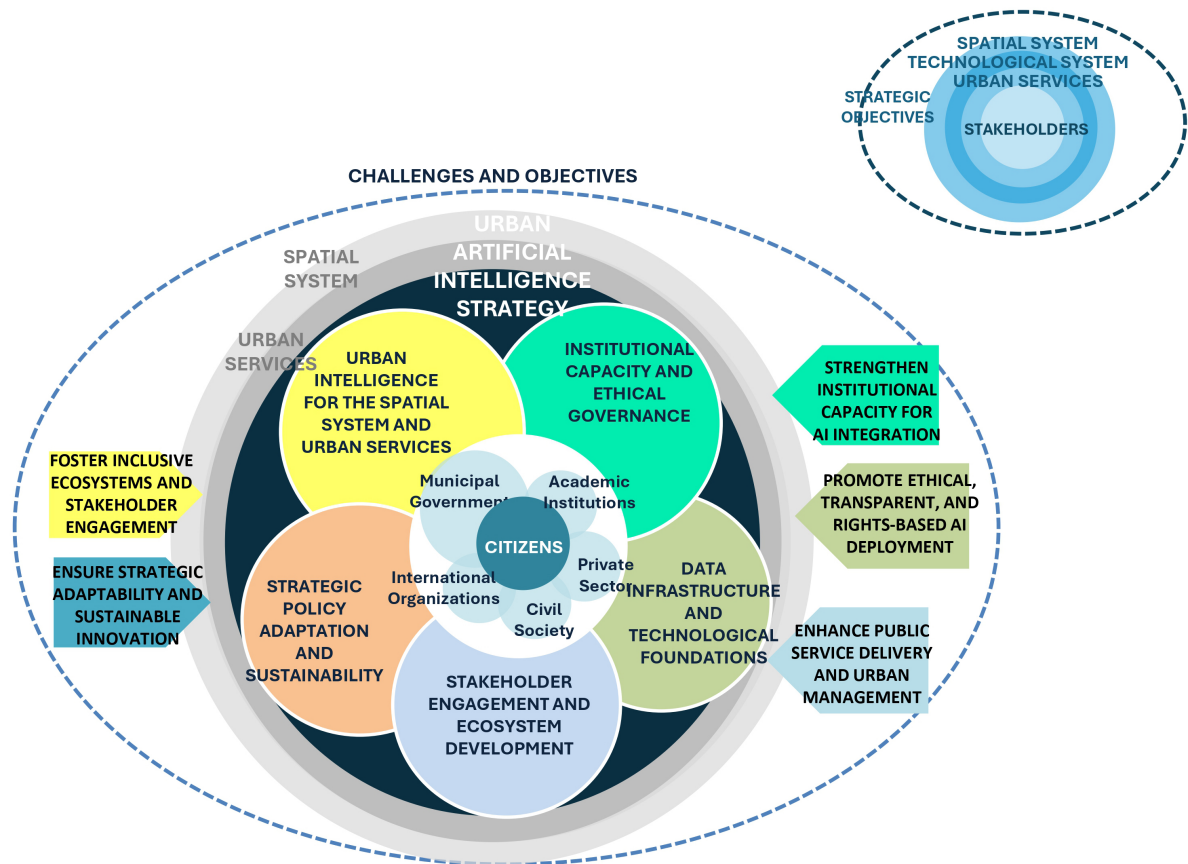 SPATIAL SYSTEM
TECHNOLOGICAL SYSTEM
URBAN SERVICES
STRATEGIC
OBJECTIVES
STAKEHOLDERS
CHALLENGES AND OBJECTIVES
URBAN
ARTIFICIAL
INTELLIGENCE
STRATEGY
SPATIAL
SYSTEM
URBAN
SERVICES
URBAN
INTELLIGENCE
FOR THE SPATIAL
SYSTEM AND
URBAN SERVICES
INSTITUTIONAL
CAPACITY AND
ETHICAL
GOVERNANCE
STRENGTHEN
INSTITUTIONAL
CAPACITY FOR
AI INTEGRATION
FOSTER INCLUSIVE
ECOSYSTEMS AND
STAKEHOLDER
ENGAGEMENT
Municipal
Government
Academic
Institutions
PROMOTE ETHICAL,
TRANSPARENT, AND
RIGHTS-BASED AI
DEPLOYMENT
CITIZENS
ENSURE STRATEGIC
ADAPTABILITY AND
SUSTAINABLE
INNOVATION
International
Organizations
Private
Sector
Civil
Society
STRATEGIC
POLICY
ADAPTATION
AND
SUSTAINABILITY
DATA
INFRASTRUCTURE
AND
TECHNOLOGICAL
FOUNDATIONS
ENHANCE PUBLIC
SERVICE DELIVERY
AND URBAN
MANAGEMENT
STAKEHOLDER
ENGAGEMENT AND
ECOSYSTEM
DEVELOPMENT